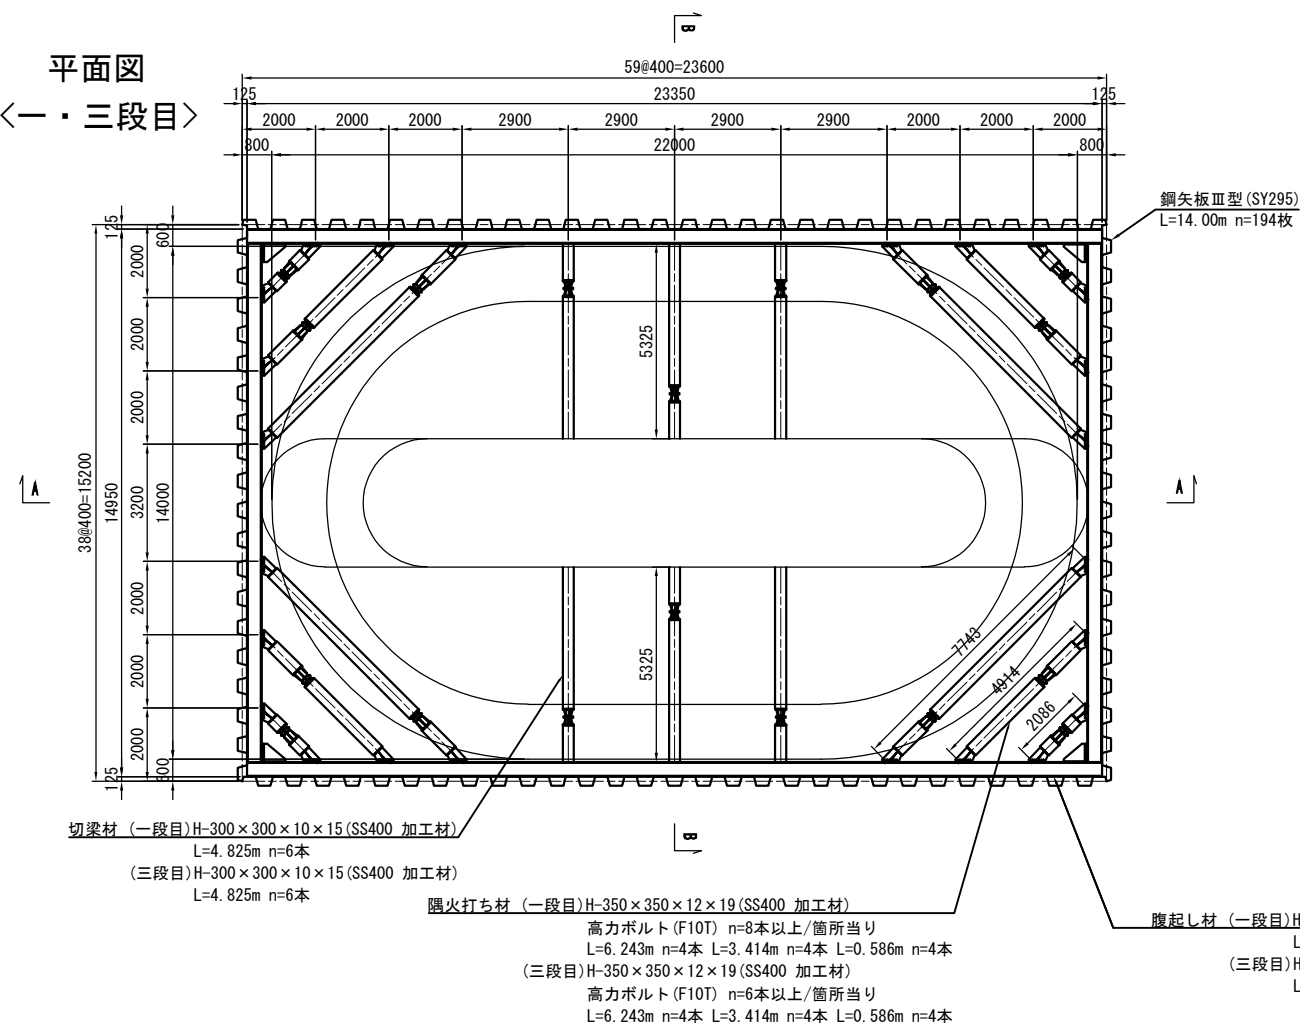 平面図
<一・三段目>
B
59@400=23600
125
23350
125
2000
2000
2000
2900
2900
2900
2900
2000
2000
2000
800
22000
800
鋼矢板Ⅲ型(SY295)
L=14.00m n=194枚
125
600
2000
2000
2000
38@400=15200
14950
3200
14000
2000
2000
2000
125
600
A
A
5325
5325
7743
4914
2086
B
切梁材 (一段目)H-300×300×10×15(SS400 加工材)
L=4.825m n=6本
(三段目)H-300×300×10×15(SS400 加工材)
L=4.825m n=6本
隅火打ち材 (一段目)H-350×350×12×19(SS400 加工材)
高力ボルト(F10T) n=8本以上/箇所当り
L=6.243m n=4本 L=3.414m n=4本 L=0.586m n=4本
(三段目)H-350×350×12×19(SS400 加工材)
高力ボルト(F10T) n=6本以上/箇所当り
L=6.243m n=4本 L=3.414m n=4本 L=0.586m n=4本
腹起し材 (一段目)H
L
(三段目)H
L